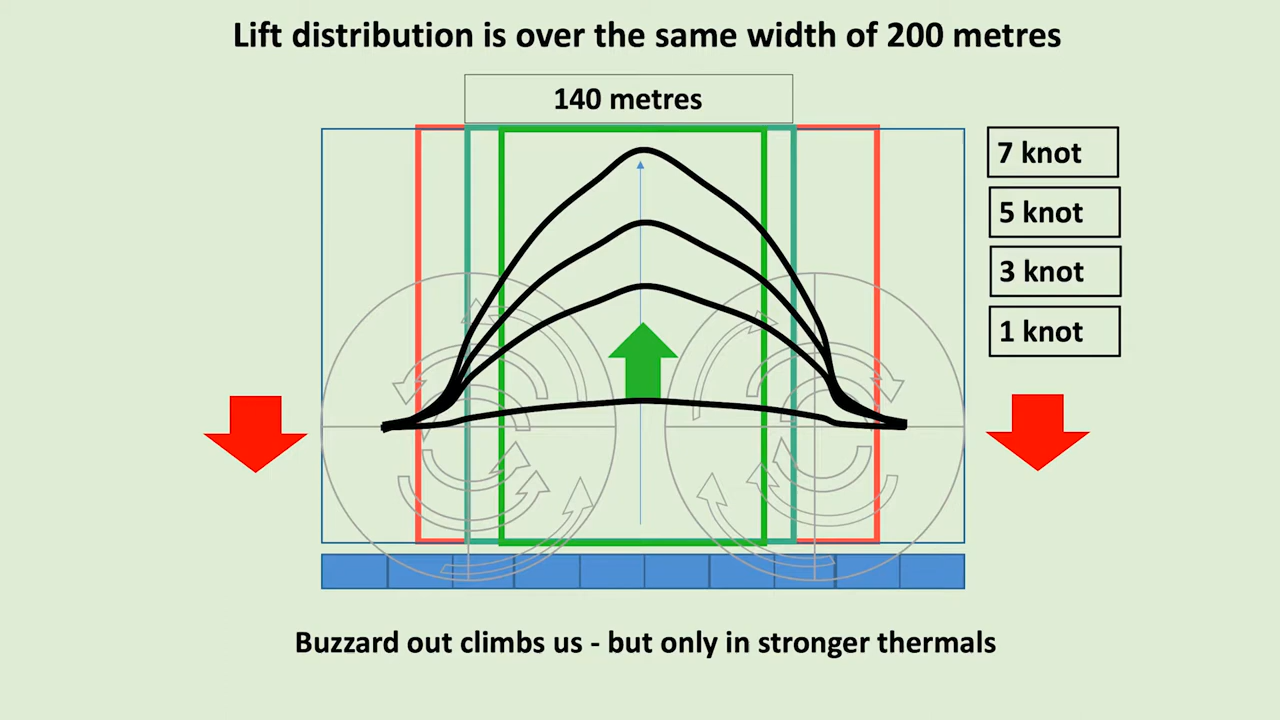 Lift distribution is over the same width of 200 metres
140 metres
7 knot
5 knot
3 knot
1 knot
Buzzard out climbs us - but only in stronger thermals